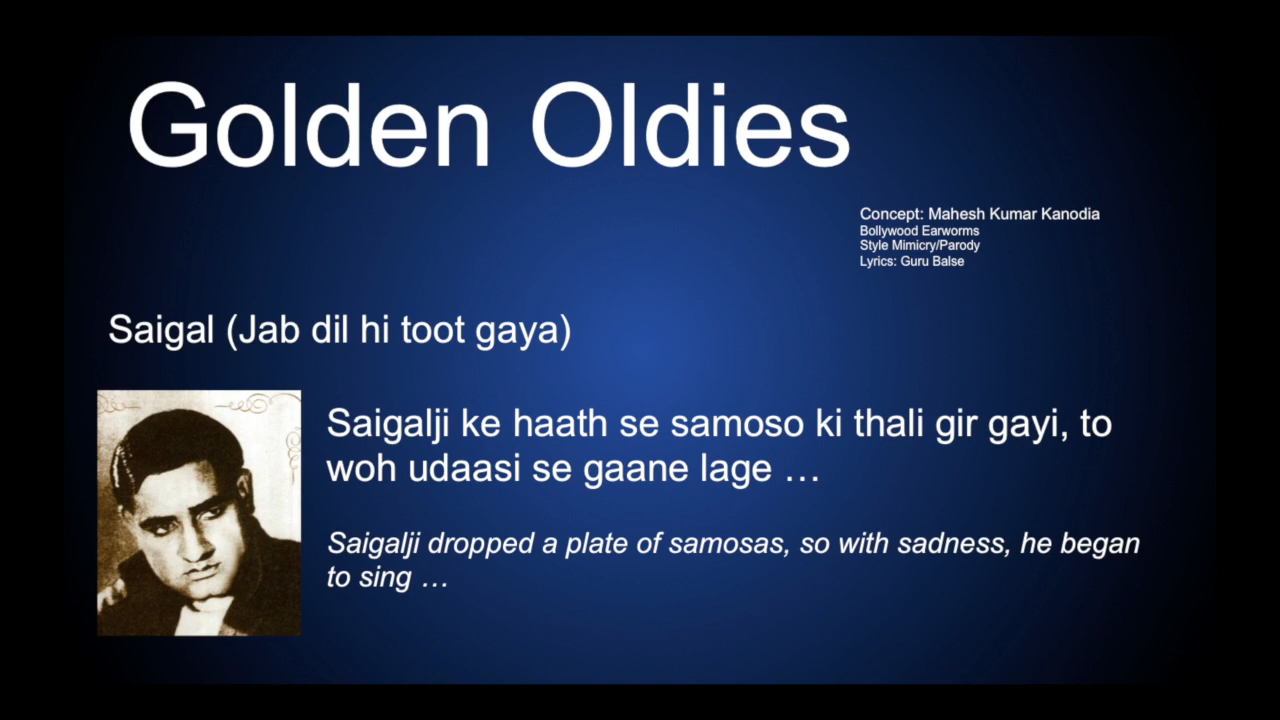 Golden Oldies
Concept: Mahesh Kumar Kanodia
Bollywood Earworms
Style Mimicry/Parody
Lyrics: Guru Balse
Saigal (Jab dil hi toot gaya)
Saigalji ke haath se samoso ki thali gir gayi, to
woh udaasi se gaane lage …
Saigalji dropped a plate of samosas, so with sadness, he began
to sing …